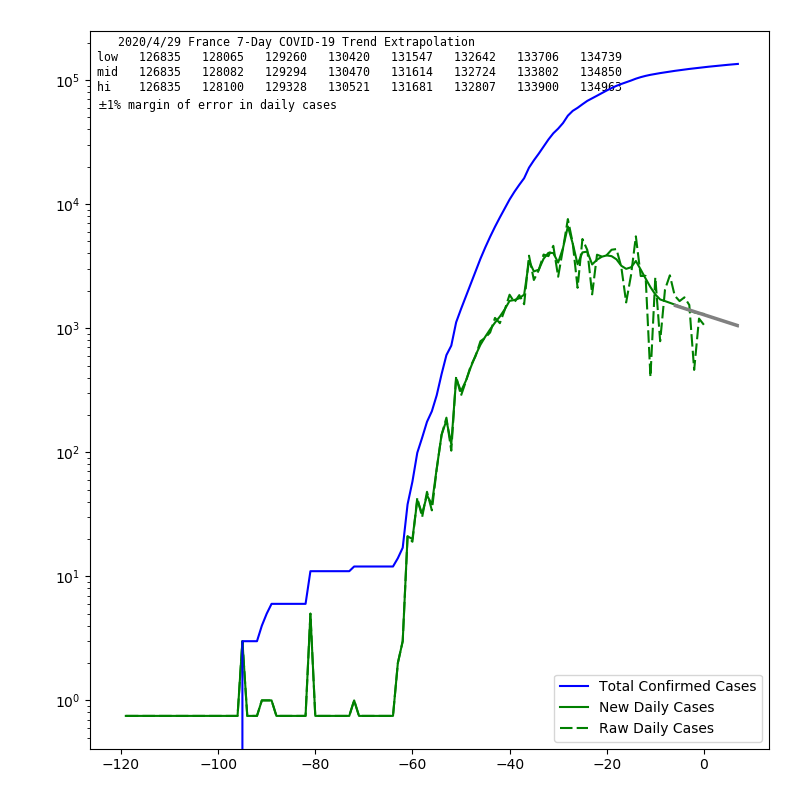 2020/4/29 France 7-Day COVID-19 Trend Extrapolation
low 126835 128065 129260 130420 131547 132642 133706 134739
mid 126835 128082 129294 130470 131614 132724 133802 134850
hi 126835 128100 129328 130521 131681 132807 133900 134963
±1% margin of error in daily cases
10⁵
10⁴
10³
10²
10¹
10⁰
Total Confirmed Cases
New Daily Cases
Raw Daily Cases
−120 −100 −80 −60 −40 −20 0